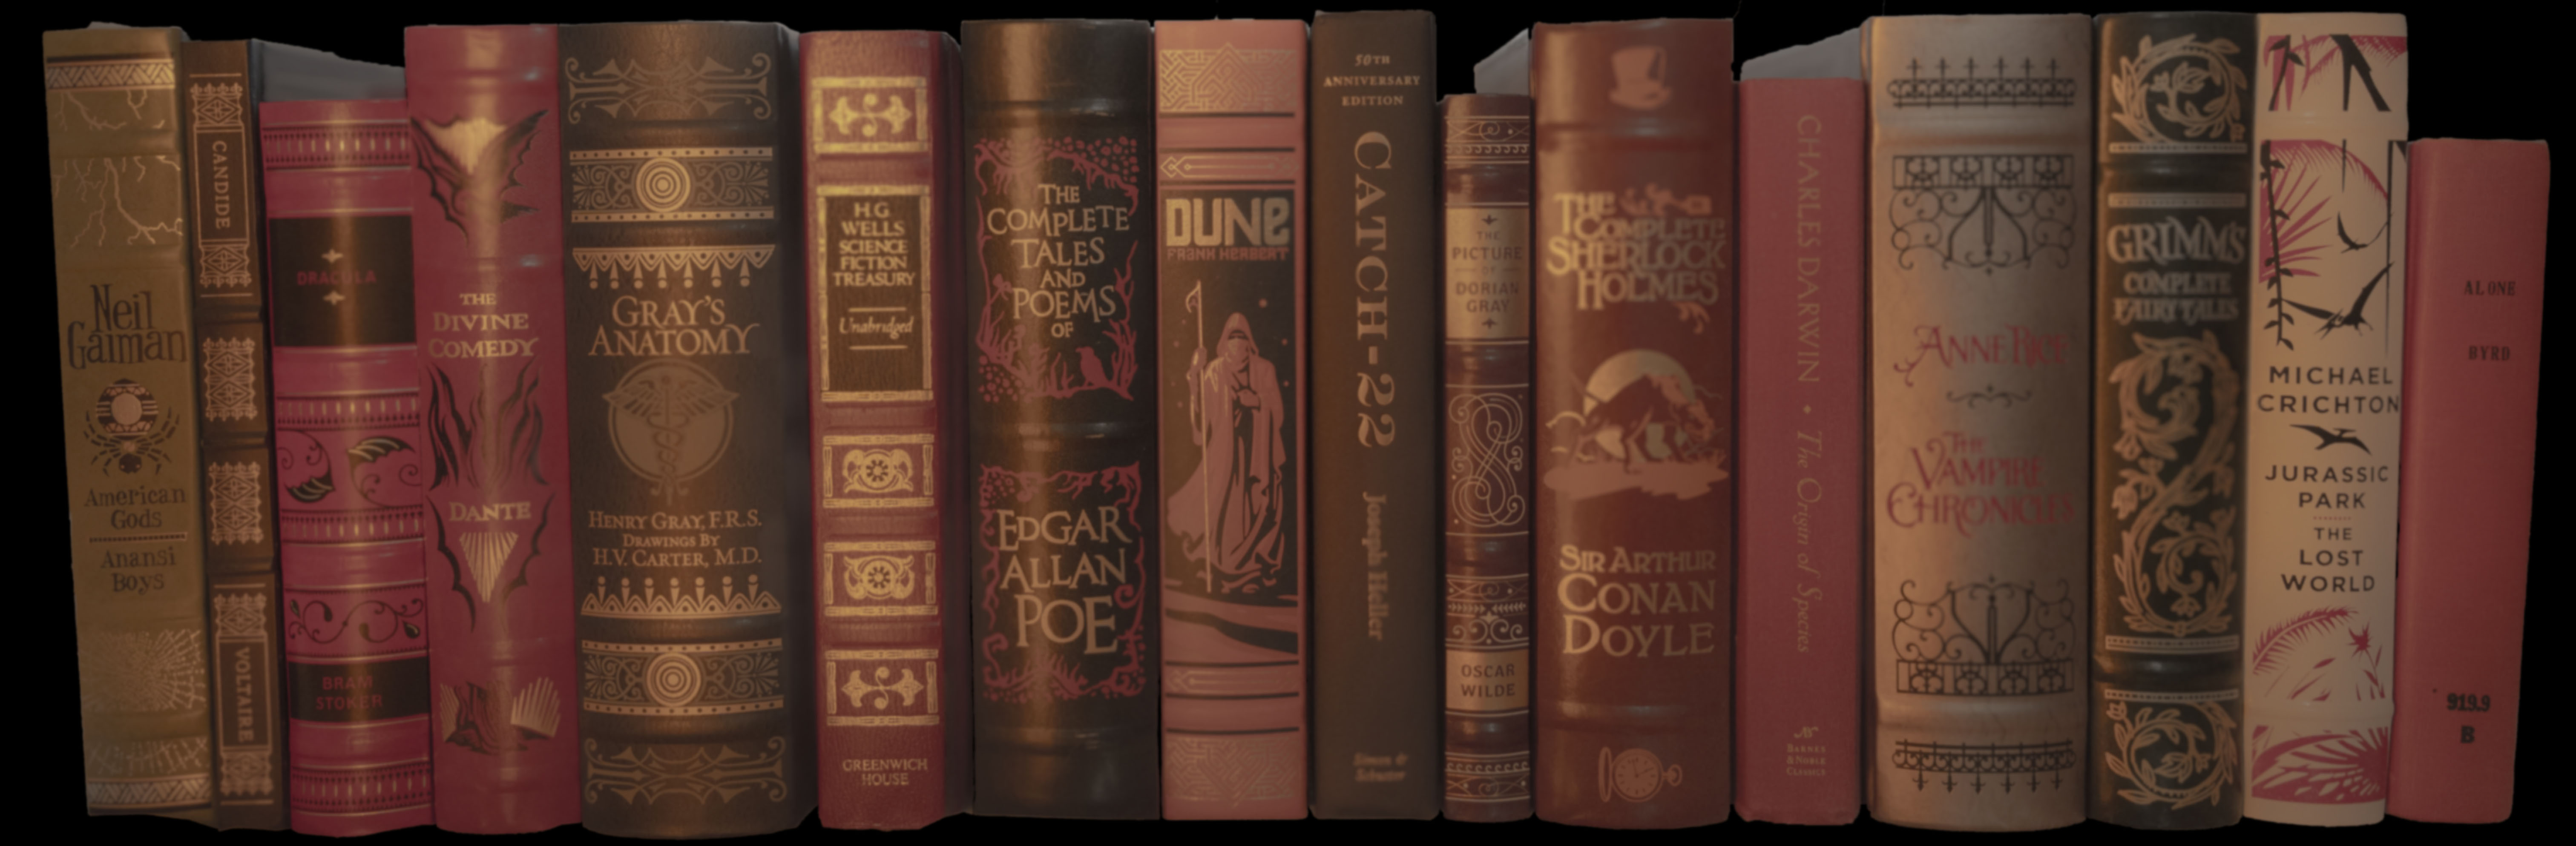 Neil
Gaiman
American
Gods
Anansi
Boys
CANDIDE
VOLTAIRE
DRACULA
BRAM
STOKER
THE
DIVINE
COMEDY
DANTE
GRAY'S
ANATOMY
HENRY GRAY, F.R.S.
DRAWINGS BY
H.V. CARTER, M.D.
H.G.
WELLS
SCIENCE
FICTION
TREASURY
Unabridged
GREENWICH
HOUSE
THE
COMPLETE
TALES
AND
POEMS
OF
EDGAR
ALLAN
POE
DUNE
FRANK HERBERT
50TH
ANNIVERSARY
EDITION
CATCH-22 Joseph Heller
Simon &
Schuster
THE
PICTURE
OF
DORIAN
GRAY
OSCAR
WILDE
THE
COMPLETE
SHERLOCK
HOLMES
SIR ARTHUR
CONAN
DOYLE
CHARLES DARWIN • The Origin of Species
BARNES
& NOBLE
CLASSICS
ANNE RICE
THE
VAMPIRE
CHRONICLES
GRIMM'S
COMPLETE
FAIRY TALES
MICHAEL
CRICHTON
JURASSIC
PARK
THE
LOST
WORLD
ALONE
BYRD
919.9
B